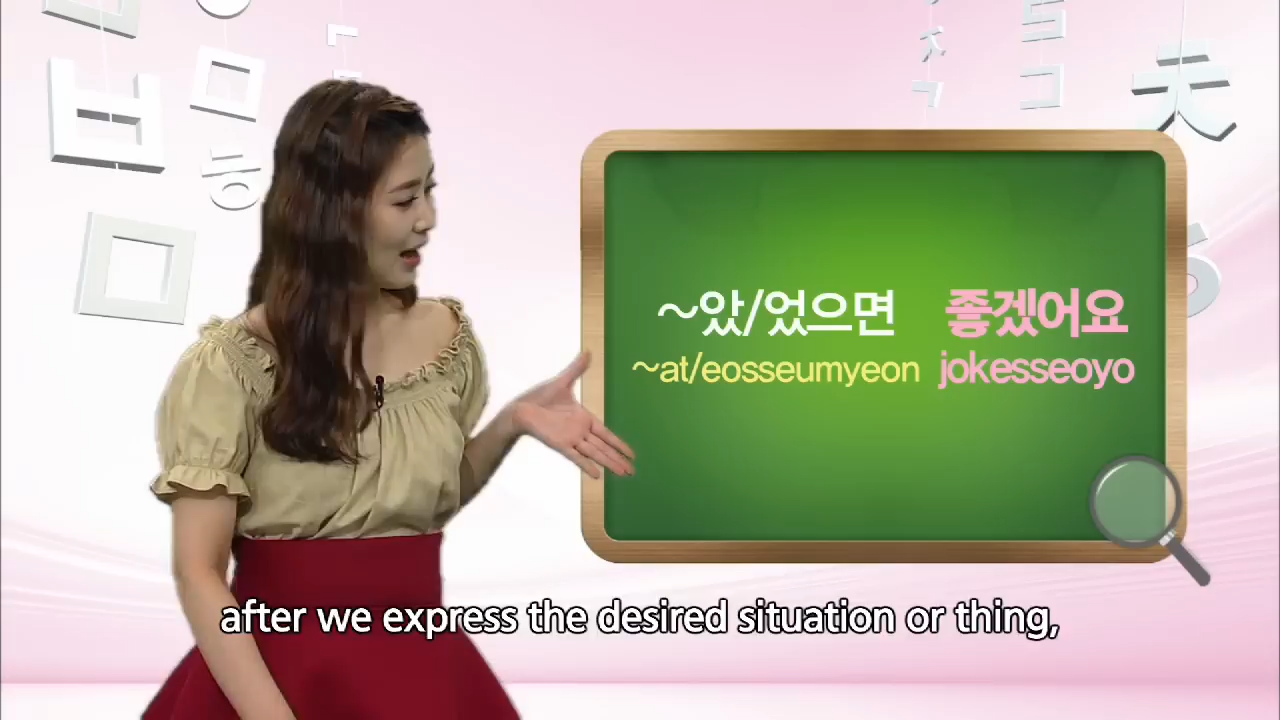 ~았/었으면 좋겠어요
~at/eosseumyeon jokesseoyo
after we express the desired situation or thing,